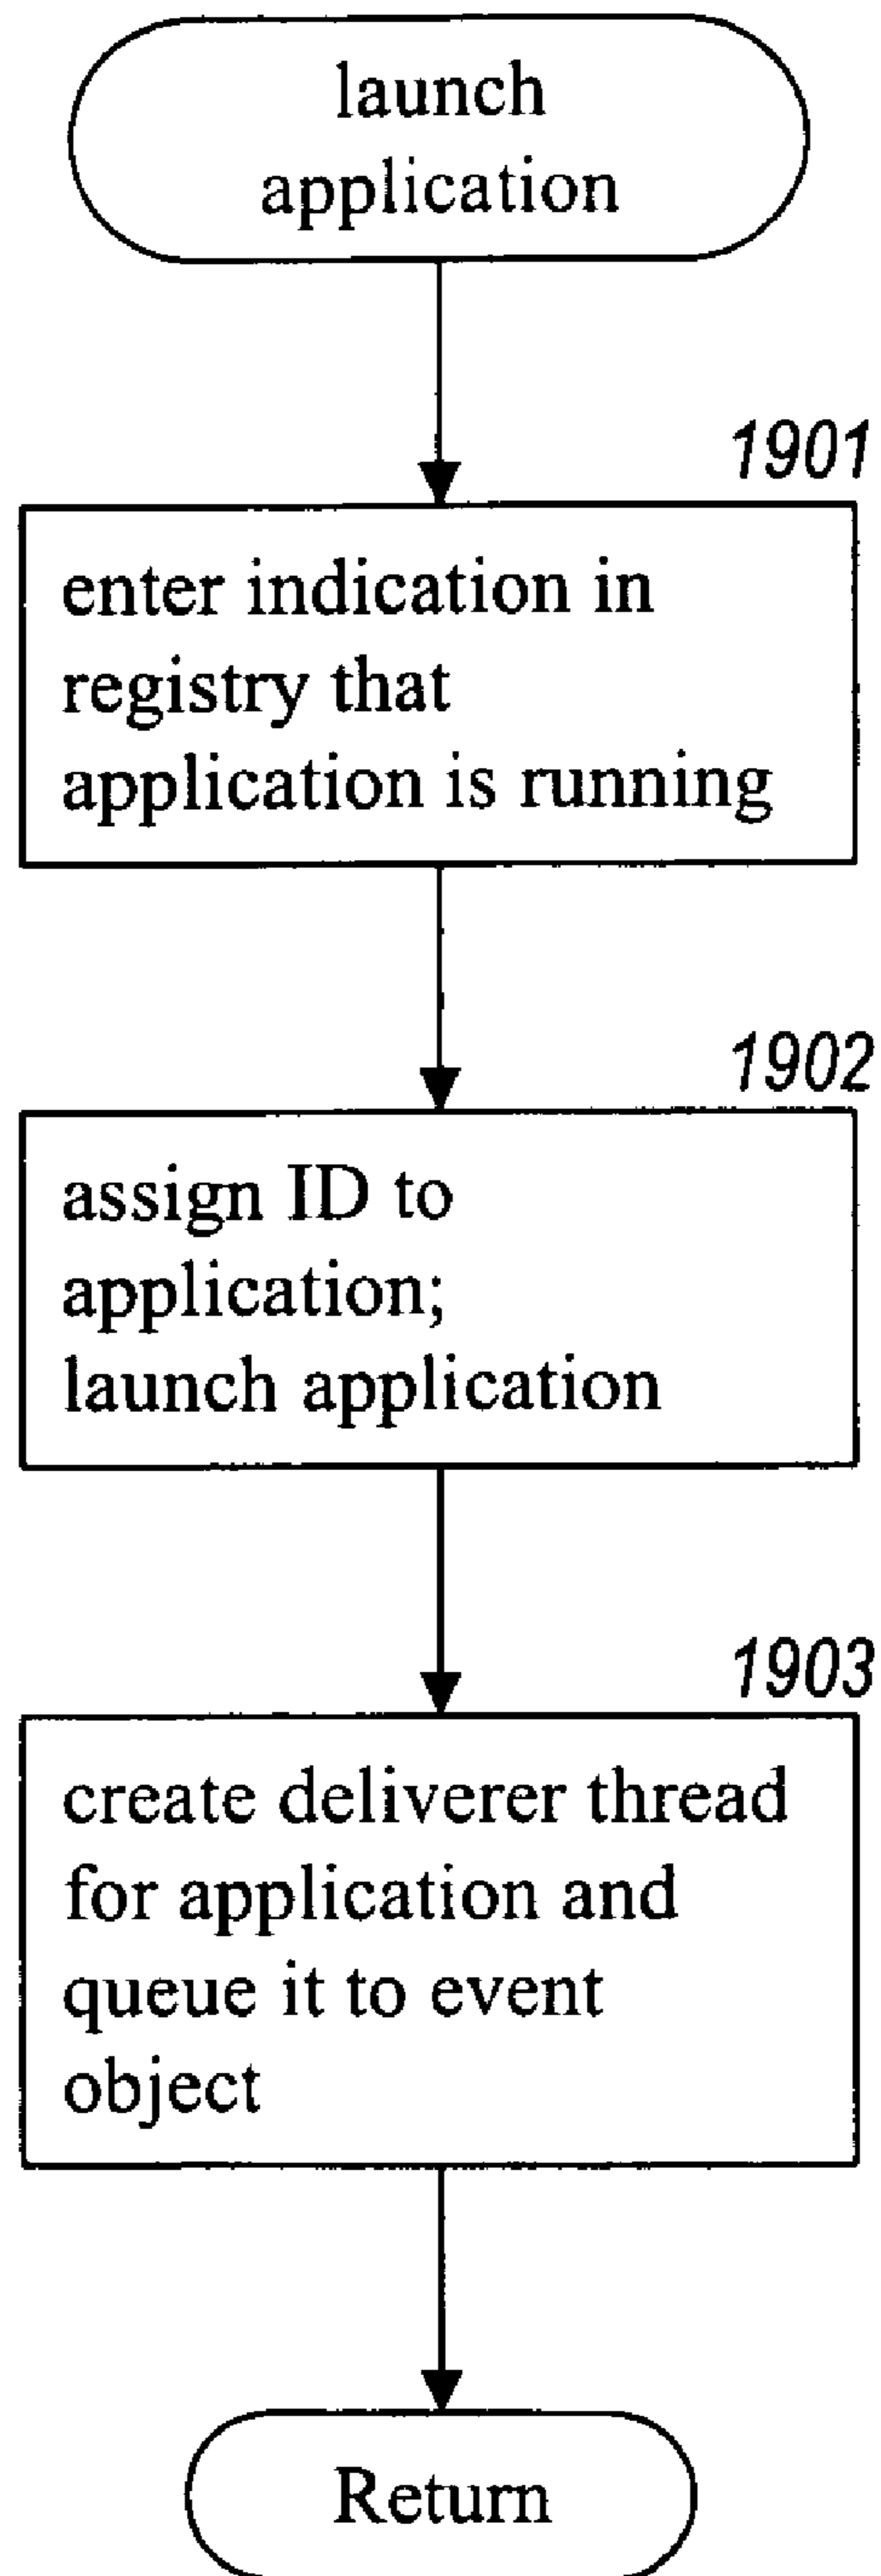 launch
application
1901
enter indication in
registry that
application is running
1902
assign ID to
application;
launch application
1903
create deliverer thread
for application and
queue it to event
object
Return